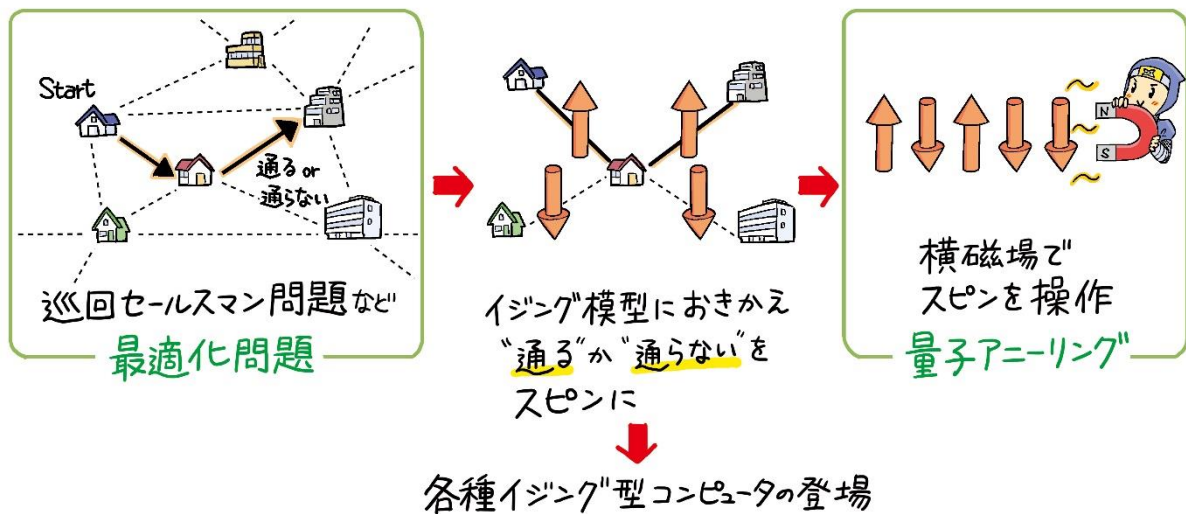 Start
通る or
通らない
巡回セールスマン問題など
最適化問題
イジング模型におきかえ
"通る"か"通らない"を
スピンに
N
S
横磁場で
スピンを操作
量子アニーリング
各種イジング型コンピュータの登場